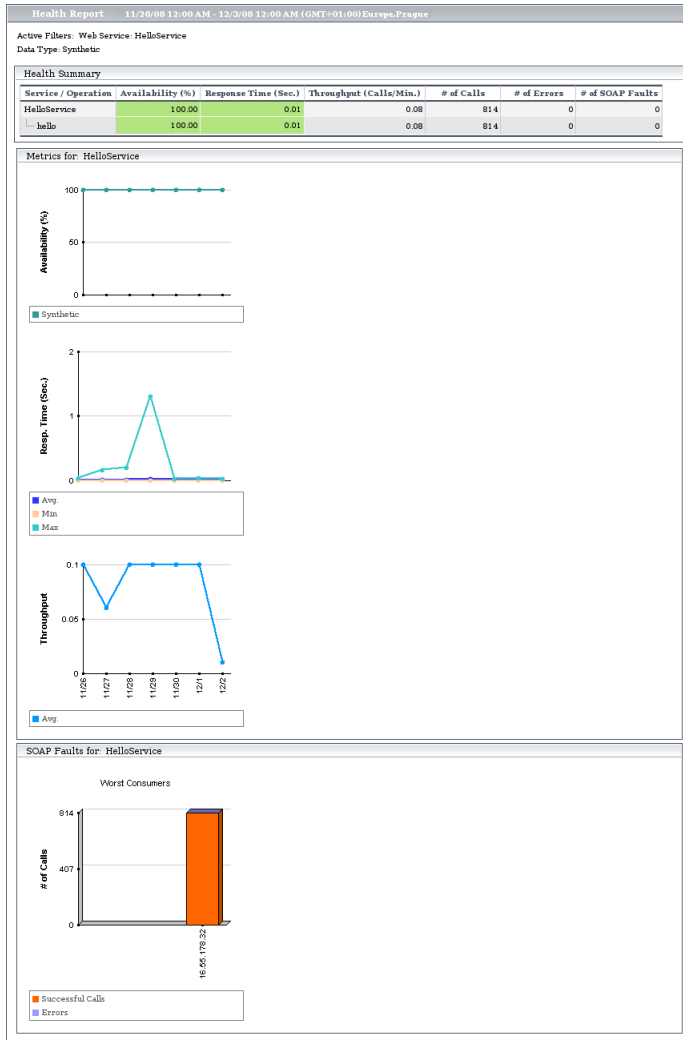 Health Report 11/26/08 12:00 AM - 12/3/08 12:00 AM (GMT+01:00)Europe,Prague
Active Filters: Web Service: HelloService
Data Type: Synthetic
Health Summary
Service / Operation Availability (%) Response Time (Sec.) Throughput (Calls/Min.) # of Calls # of Errors # of SOAP Faults
HelloService 100.00 0.01 0.08 814 0 0
hello 100.00 0.01 0.08 814 0 0
Metrics for: HelloService
Availability (%)
100
50
0
Synthetic
Resp. Time (Sec.)
2
1
0
Avg.
Min
Max
Throughput
0.1
0.05
0
11/26 11/27 11/28 11/29 11/30 12/1 12/2
Avg.
SOAP Faults for: HelloService
Worst Consumers
# of Calls
814
407
0
16.55.178.32
Successful Calls
Errors